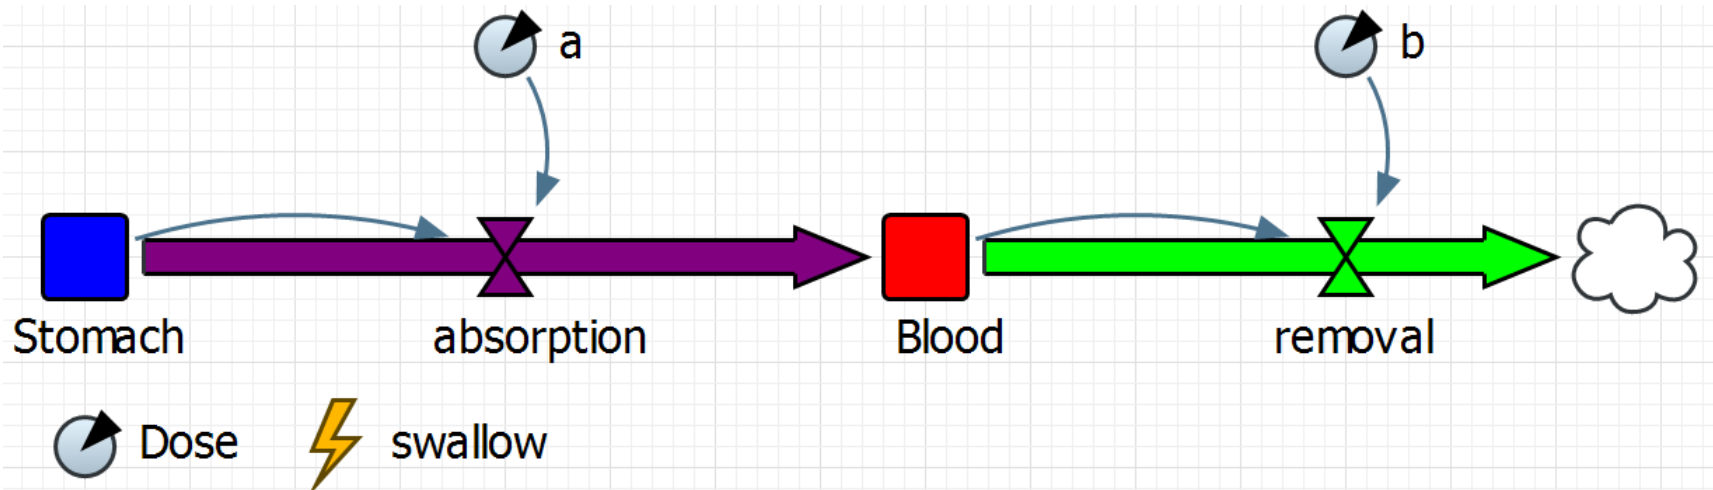 a
b
Stomach
absorption
Blood
removal
Dose
swallow